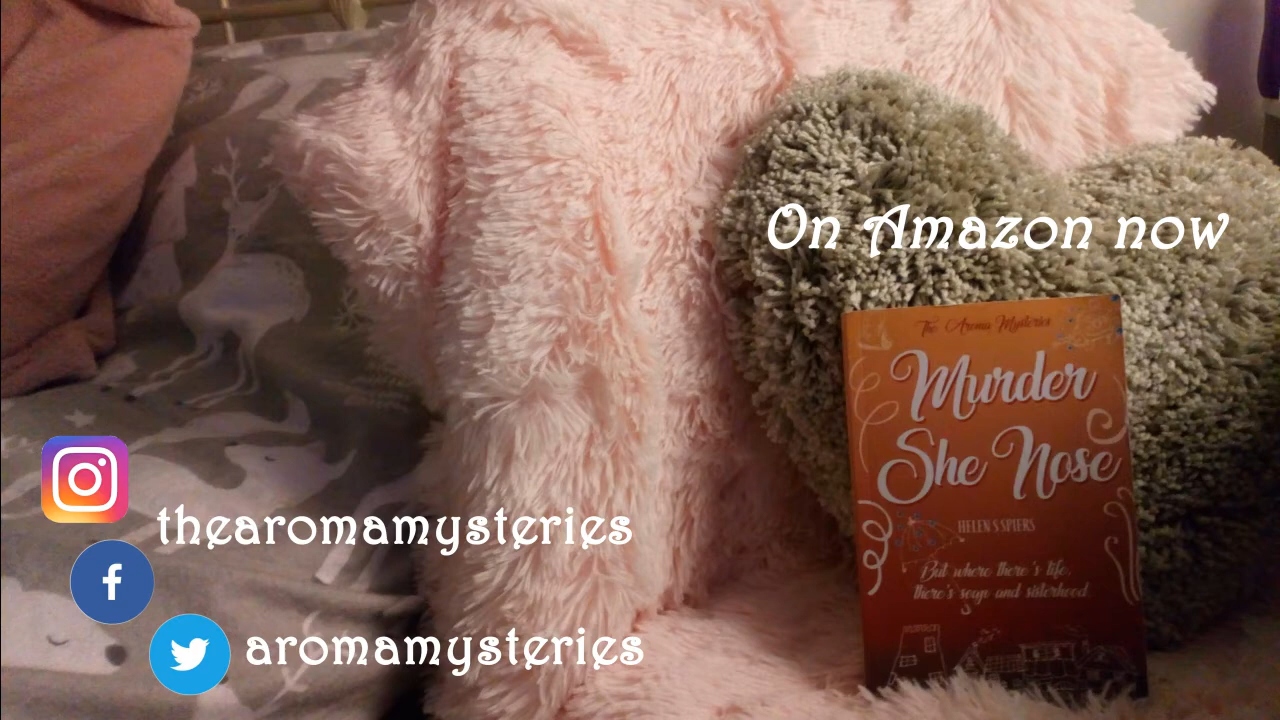 On Amazon now
The Aroma Mysteries
Murder
She Nose
HELEN S SPIERS
But where there's life,
there's soap and sisterhood.
thearomamysteries
f
aromamysteries